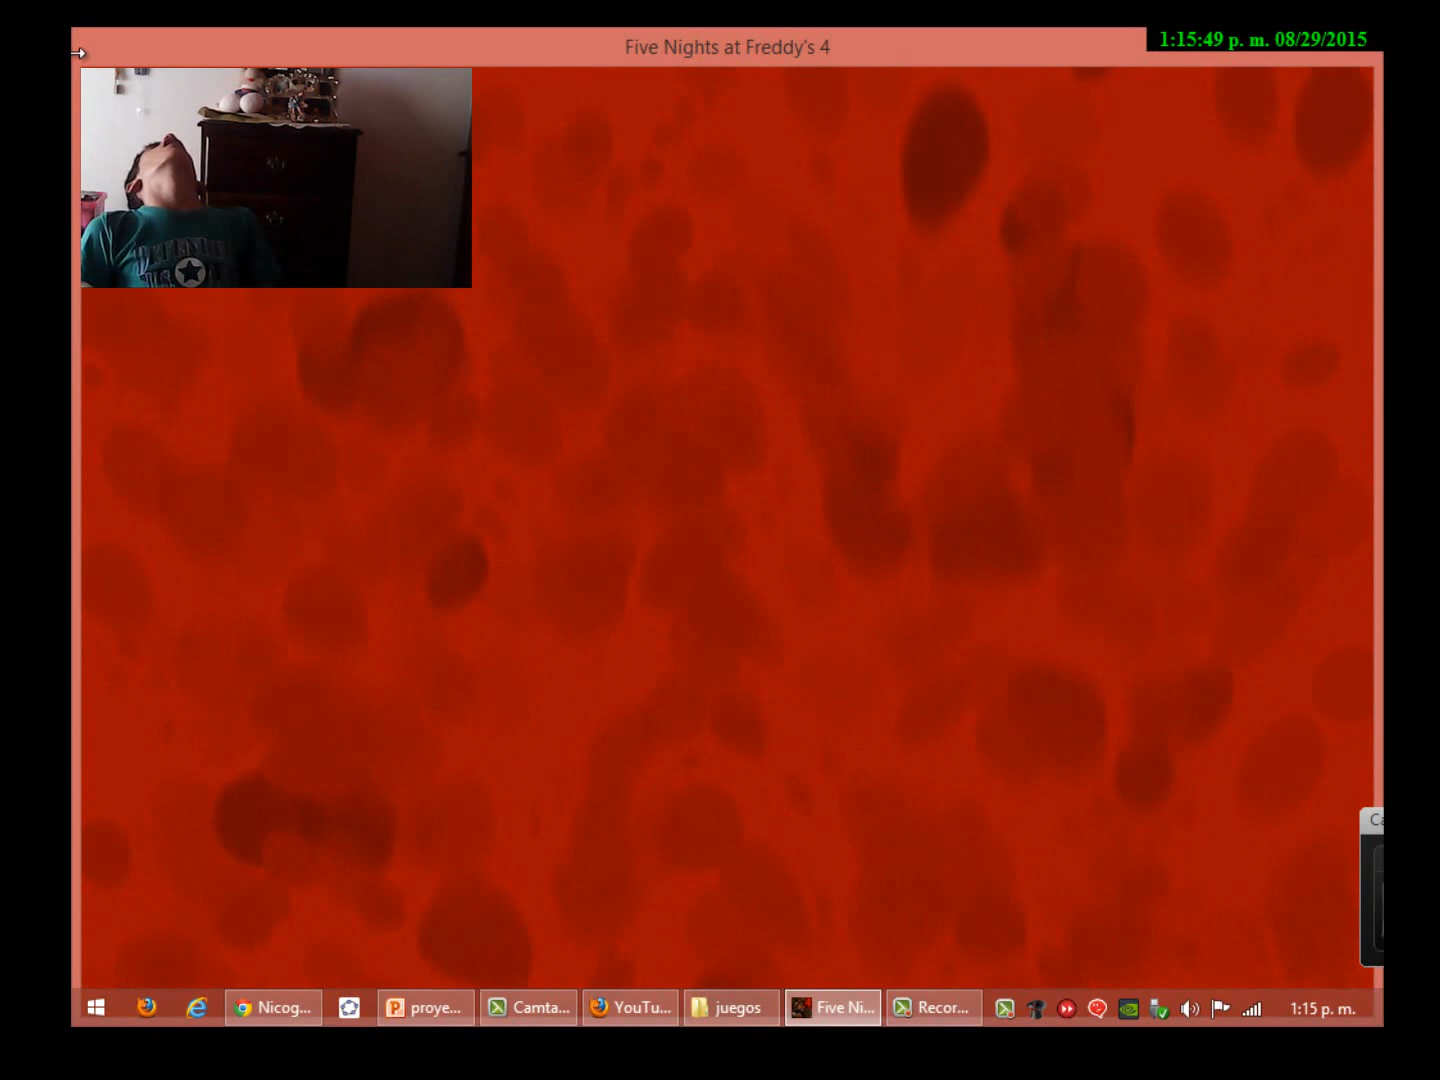 Five Nights at Freddy's 4
1:15:49 p. m. 08/29/2015
Ca
Nicog...
proye...
Camta...
YouTu...
juegos
Five Ni...
Recor...
1:15 p. m.